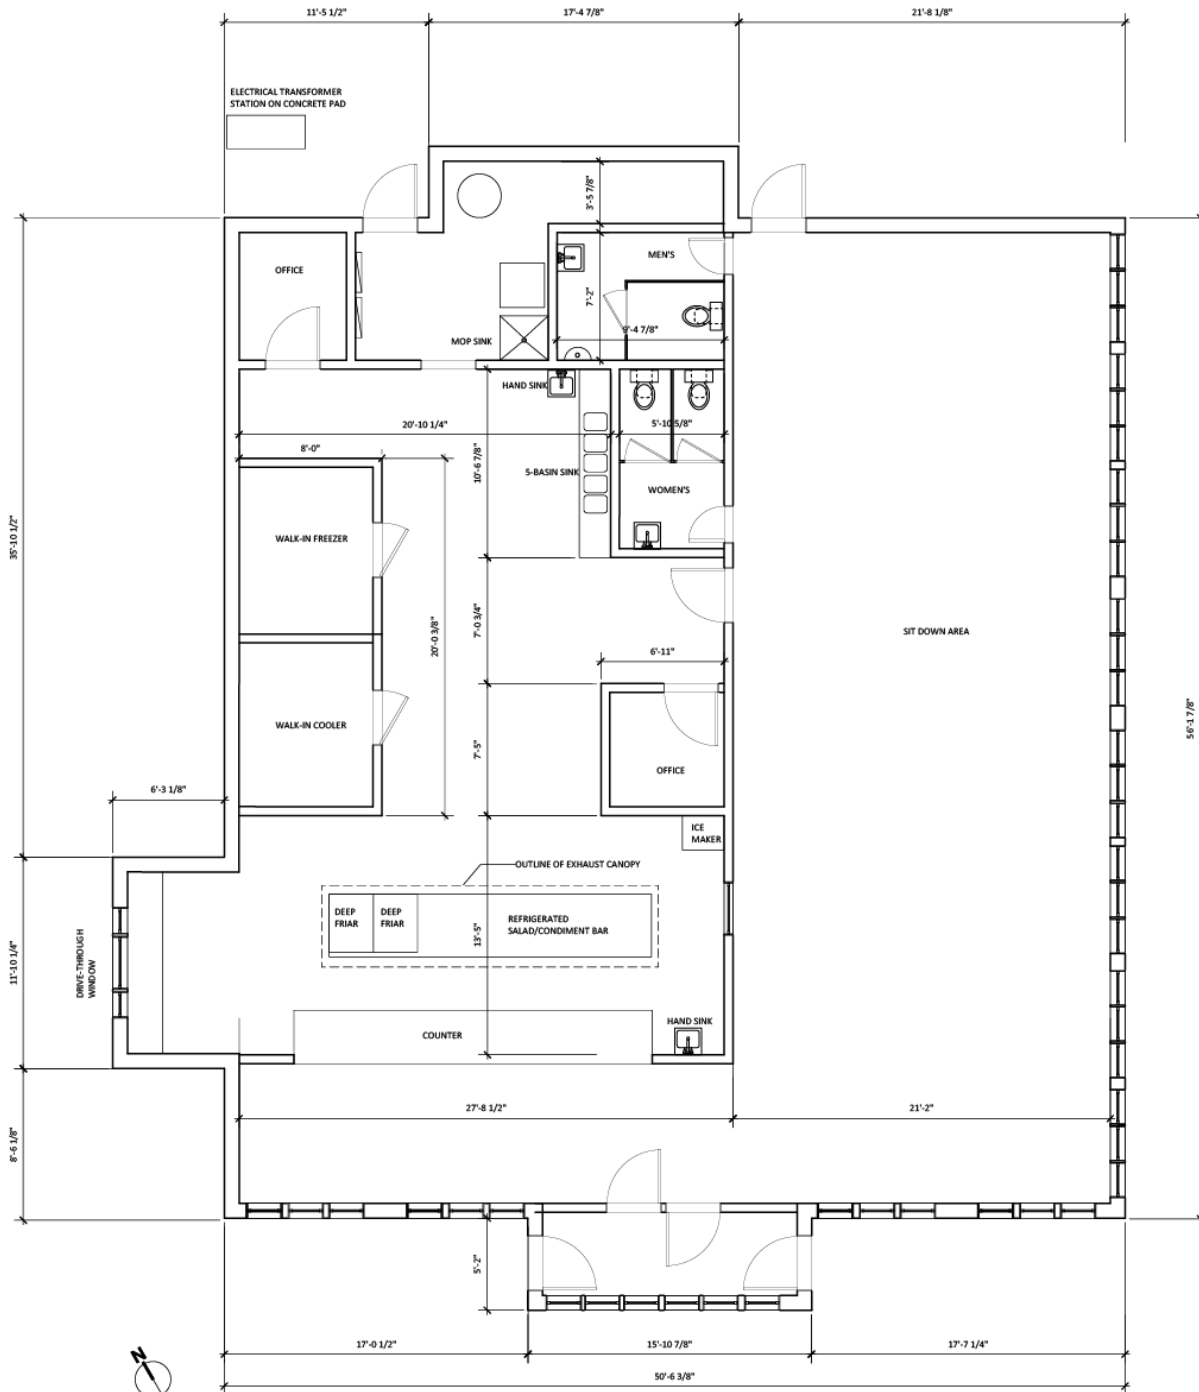 11'-5 1/2"
17'-4 7/8"
21'-8 1/8"
ELECTRICAL TRANSFORMER
STATION ON CONCRETE PAD
3'-5 7/8"
OFFICE
MEN'S
7'-2"
9'-4 7/8"
MOP SINK
HAND SINK
20'-10 1/4"
5'-10 5/8"
8'-0"
10'-6 7/8"
5-BASIN SINK
WOMEN'S
35'-10 1/2"
WALK-IN FREEZER
20'-0 3/8"
7'-0 3/4"
SIT DOWN AREA
6'-11"
56'-1 7/8"
WALK-IN COOLER
7'-5"
OFFICE
6'-3 1/8"
ICE
MAKER
OUTLINE OF EXHAUST CANOPY
DEEP
FRIAR
DEEP
FRIAR
REFRIGERATED
SALAD/CONDIMENT BAR
13'-5"
11'-10 1/4"
DRIVE-THROUGH
WINDOW
HAND SINK
COUNTER
27'-8 1/2"
21'-2"
8'-6 1/8"
5'-2"
17'-0 1/2"
15'-10 7/8"
17'-7 1/4"
N
50'-6 3/8"